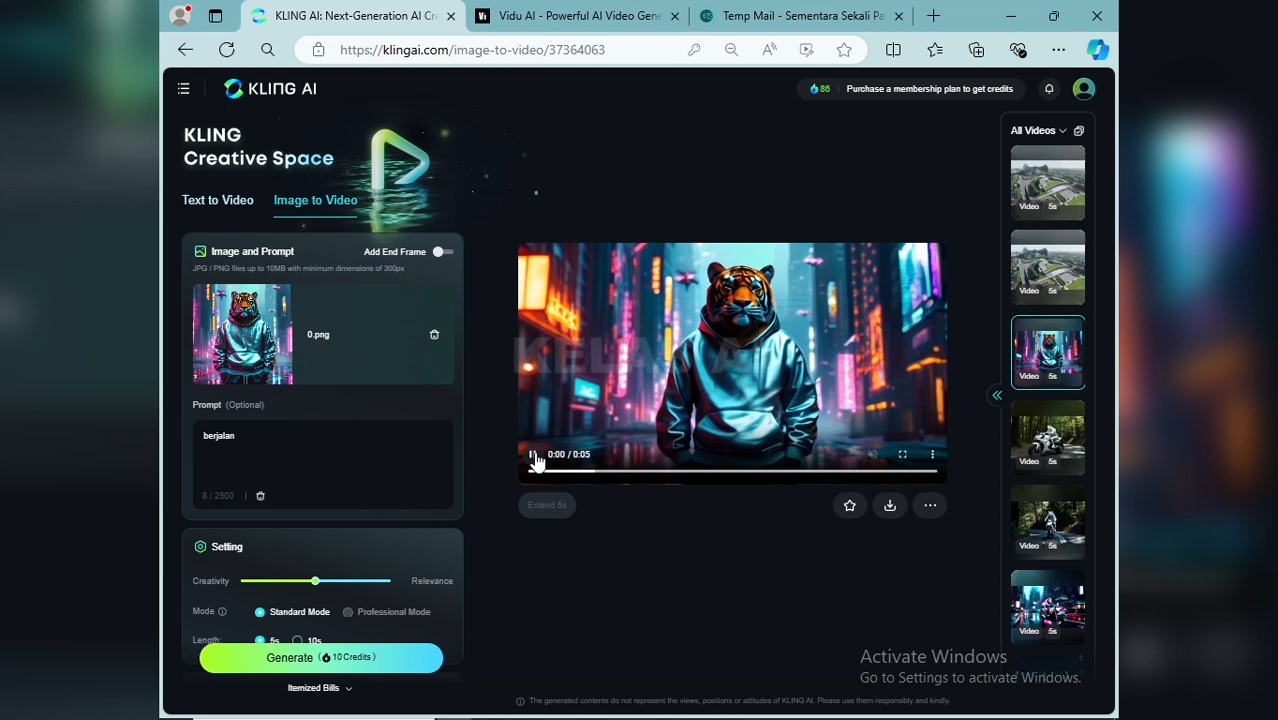 KLING AI: Next-Generation AI Cre
Vidu AI - Powerful AI Video Gene
Temp Mail - Sementara Sekali Pa
https://klingai.com/image-to-video/37364063
KLING AI
86
Purchase a membership plan to get credits
KLING
Creative Space
Text to Video
Image to Video
Image and Prompt
Add End Frame
JPG / PNG files up to 10MB with minimum dimensions of 300px
0.png
Prompt (Optional)
berjalan
8 / 2500
Setting
Creativity
Relevance
Mode
Standard Mode
Professional Mode
Length:
5s
10s
Generate ( 10 Credits )
Itemized Bills
0:00 / 0:05
Extend 5s
All Videos
Video 5s
Video 5s
Video 5s
Video 5s
Video 5s
Video 5s
Activate Windows
Go to Settings to activate Windows.
The generated contents do not represent the views, positions or attitudes of KLING AI. Please use them responsibly and kindly.